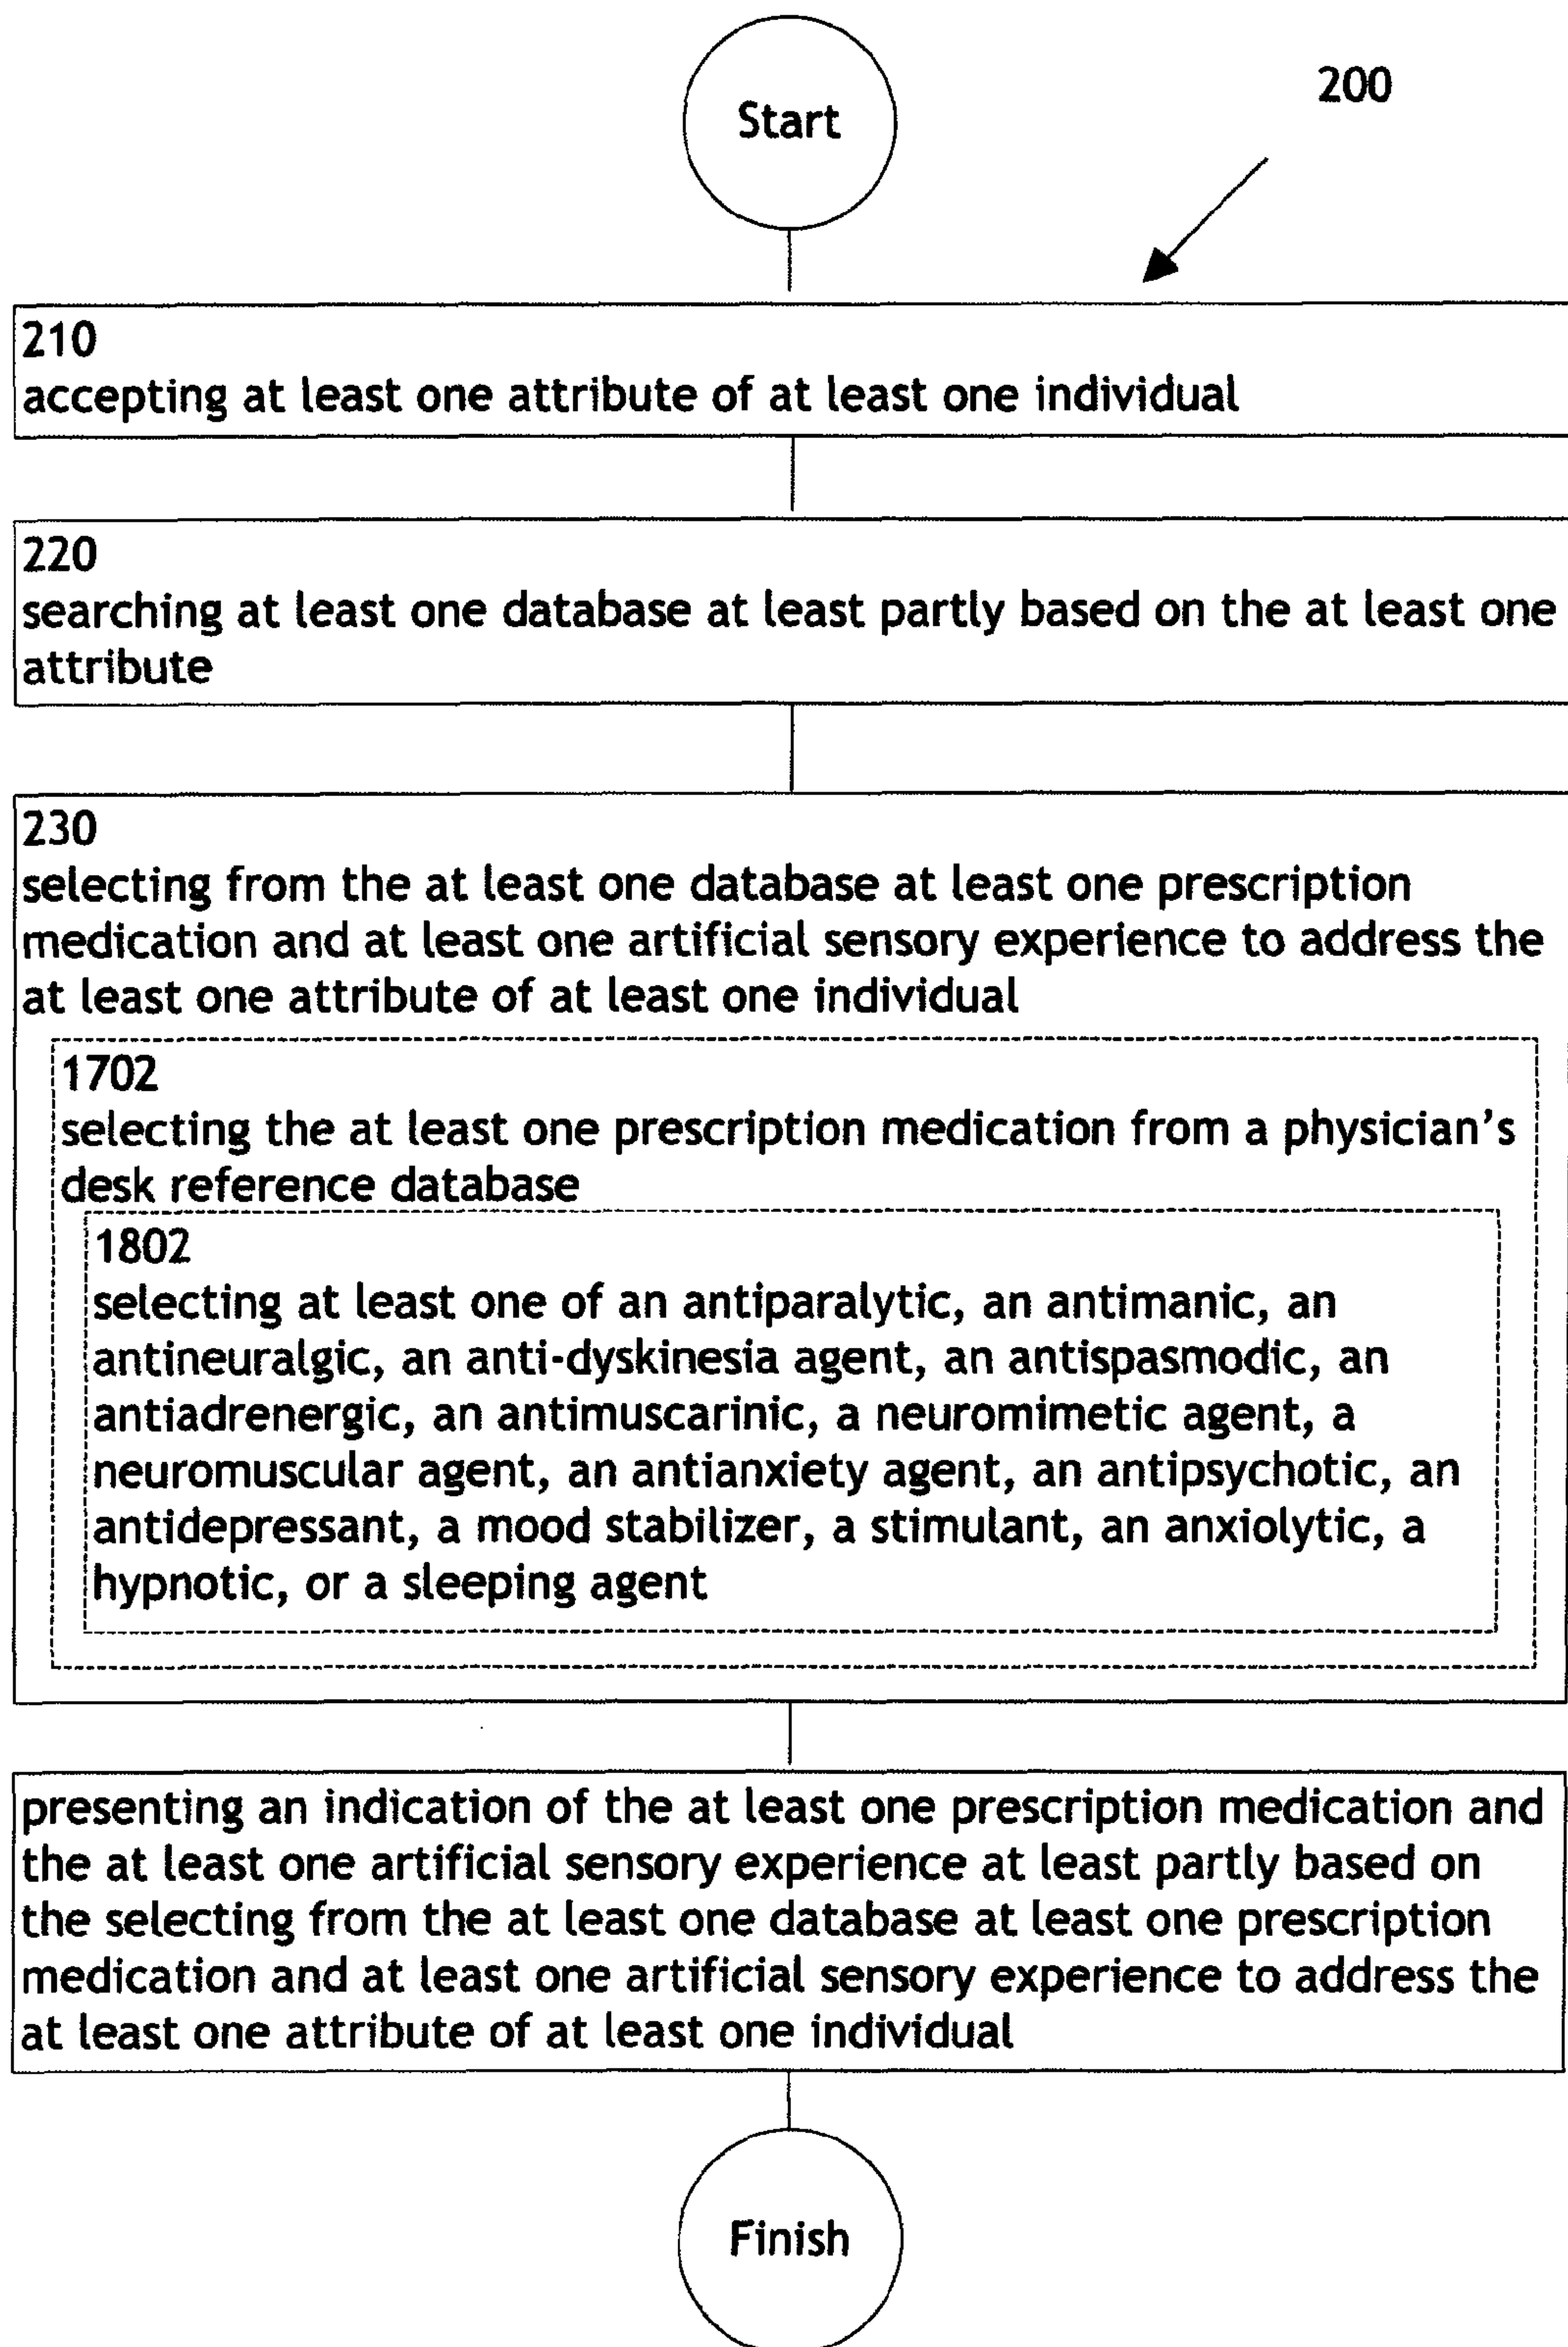 Start
200
210
accepting at least one attribute of at least one individual
220
searching at least one database at least partly based on the at least one
attribute
230
selecting from the at least one database at least one prescription
medication and at least one artificial sensory experience to address the
at least one attribute of at least one individual
1702
selecting the at least one prescription medication from a physician's
desk reference database
1802
selecting at least one of an antiparalytic, an antimanic, an
antineuralgic, an anti-dyskinesia agent, an antispasmodic, an
antiadrenergic, an antimuscarinic, a neuromimetic agent, a
neuromuscular agent, an antianxiety agent, an antipsychotic, an
antidepressant, a mood stabilizer, a stimulant, an anxiolytic, a
hypnotic, or a sleeping agent
presenting an indication of the at least one prescription medication and
the at least one artificial sensory experience at least partly based on
the selecting from the at least one database at least one prescription
medication and at least one artificial sensory experience to address the
at least one attribute of at least one individual
Finish